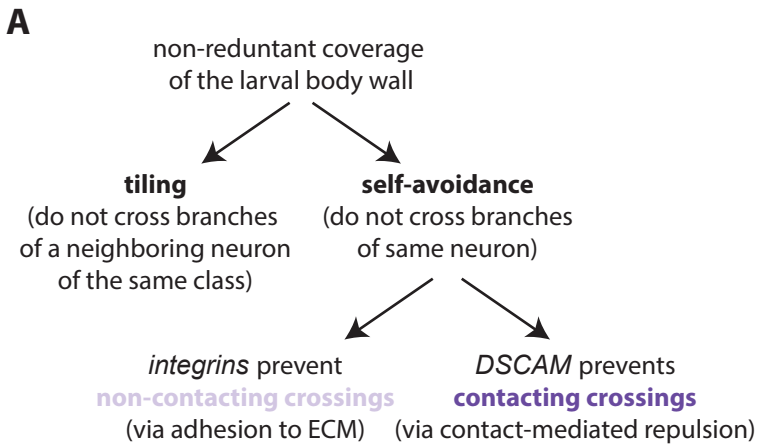 A
non-reduntant coverage
of the larval body wall
tiling
(do not cross branches
of a neighboring neuron
of the same class)
self-avoidance
(do not cross branches
of same neuron)
integrins prevent
non-contacting crossings
(via adhesion to ECM)
DSCAM prevents
contacting crossings
(via contact-mediated repulsion)